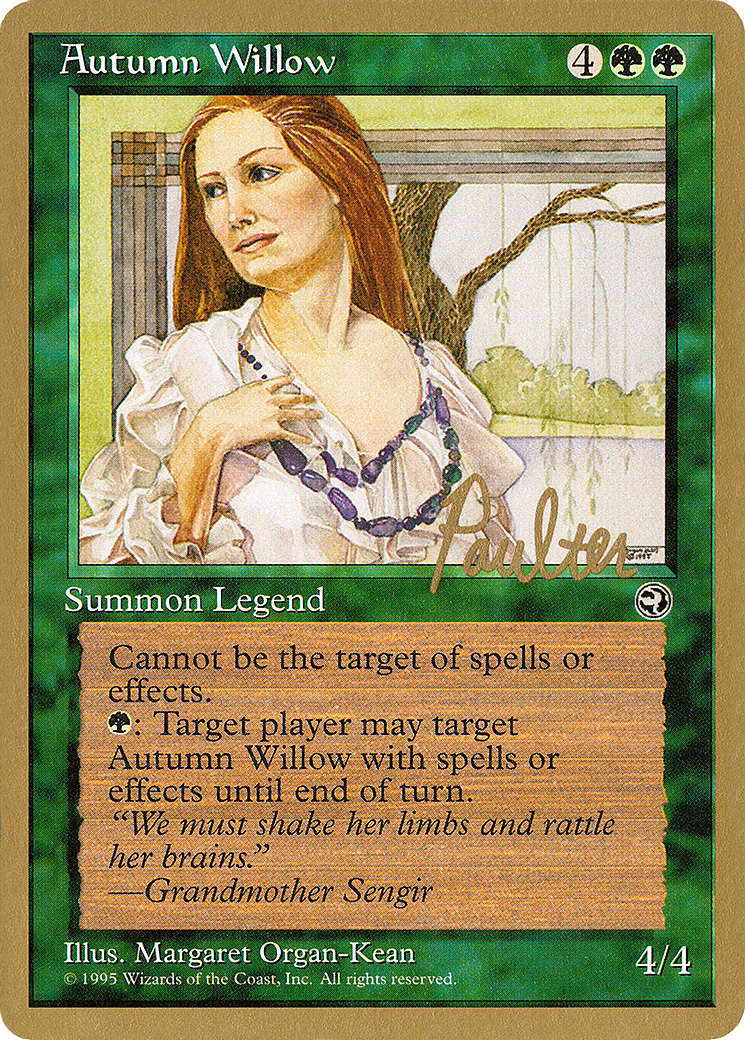 Autumn Willow
4
Paulter
© 1995
Summon Legend
Cannot be the target of spells or
effects.
: Target player may target
Autumn Willow with spells or
effects until end of turn.
“We must shake her limbs and rattle
her brains.”
—Grandmother Sengir
Illus. Margaret Organ-Kean
4/4
© 1995 Wizards of the Coast, Inc. All rights reserved.